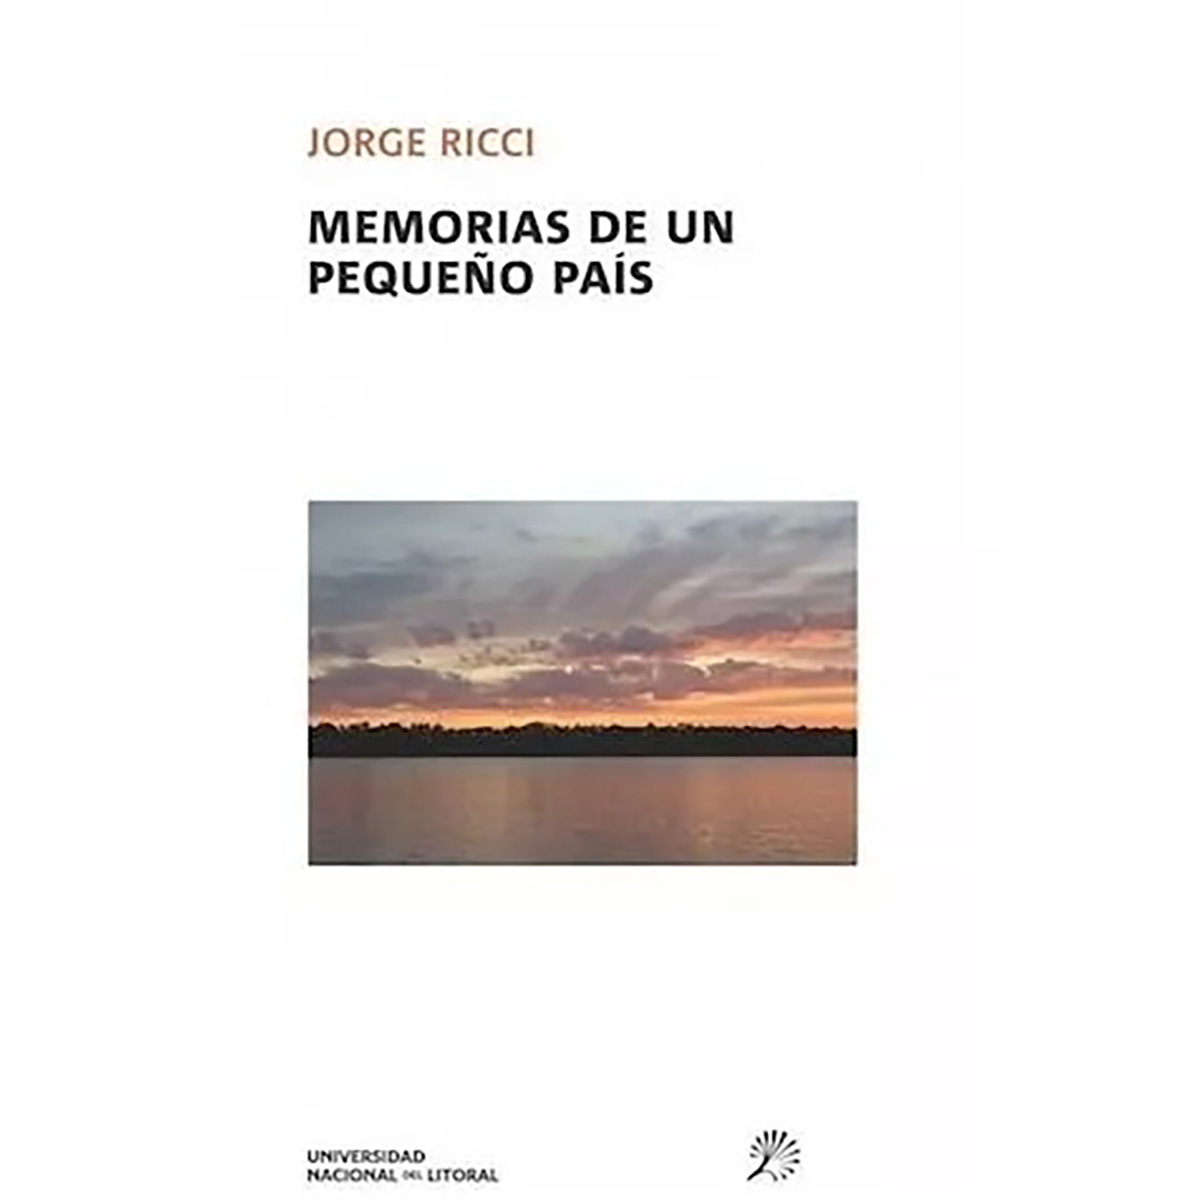 JORGE RICCI
MEMORIAS DE UN
PEQUEÑO PAÍS
UNIVERSIDAD
NACIONAL DEL LITORAL